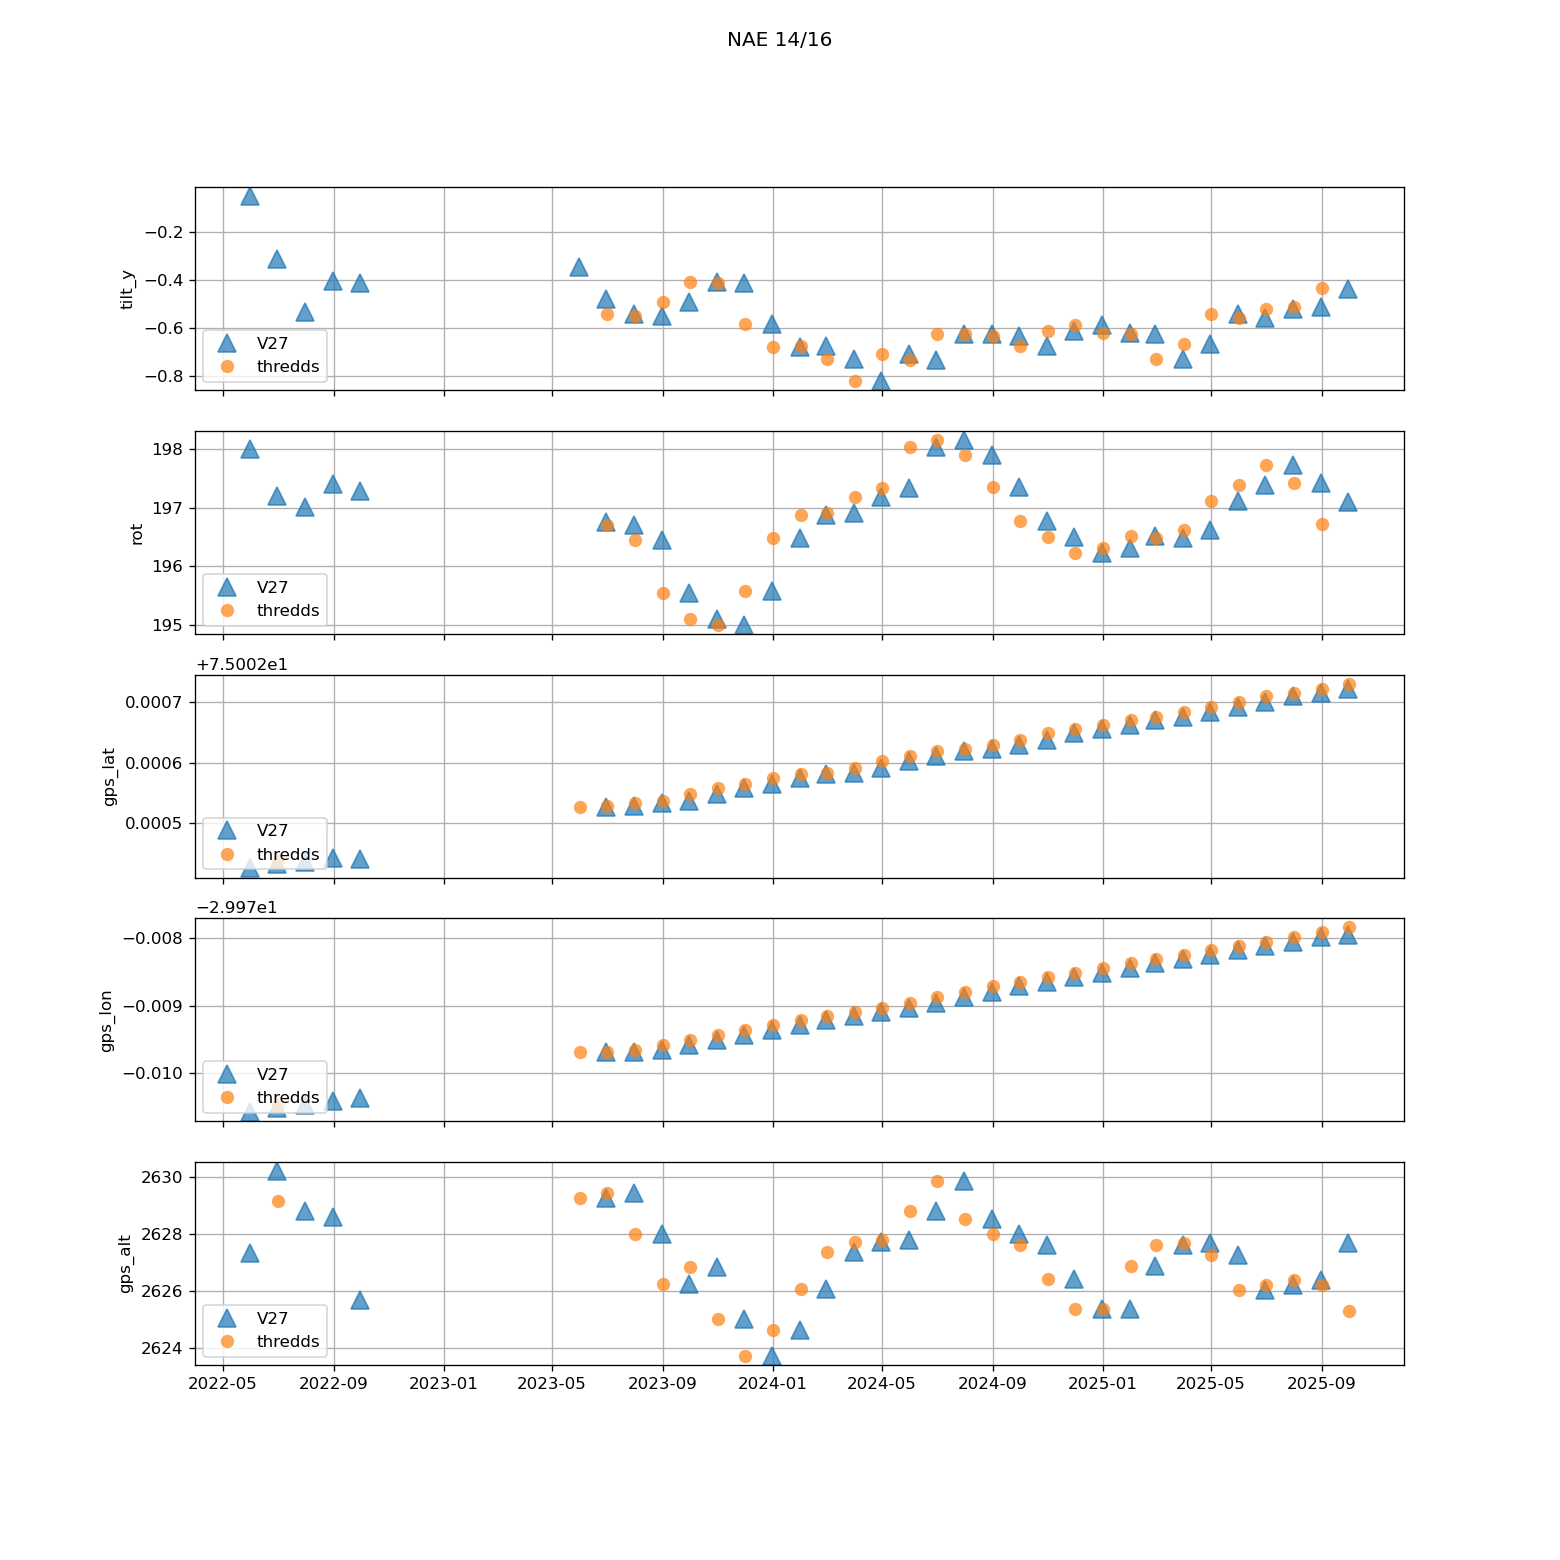 NAE 14/16
tilt_y
−0.2
−0.4
−0.6
−0.8
V27
thredds
rot
198
197
196
195
V27
thredds
+7.5002e1
gps_lat
0.0007
0.0006
0.0005
V27
thredds
−2.997e1
gps_lon
−0.008
−0.009
−0.010
V27
thredds
gps_alt
2630
2628
2626
2624
V27
thredds
2022-05 2022-09 2023-01 2023-05 2023-09 2024-01 2024-05 2024-09 2025-01 2025-05 2025-09